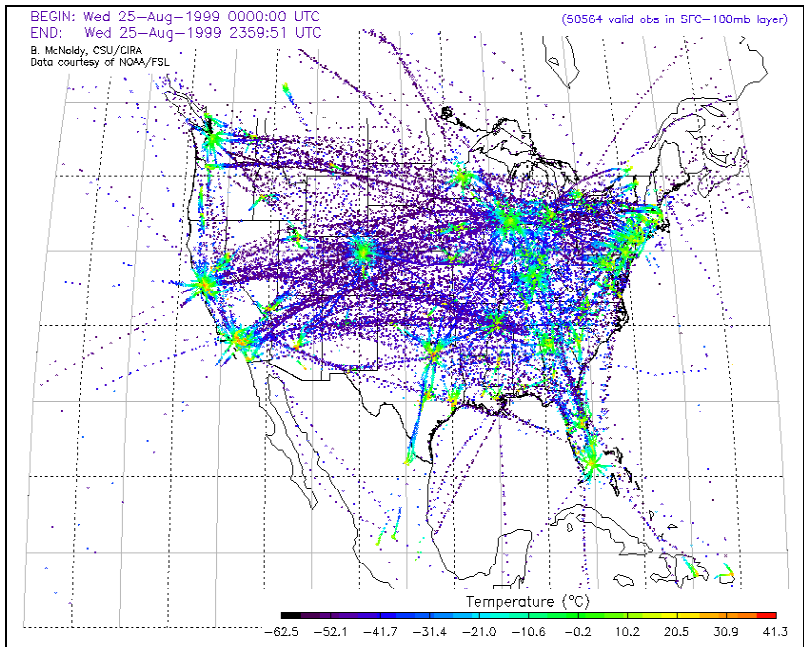 BEGIN: Wed 25-Aug-1999 0000:00 UTC
(50564 valid obs in SFC-100mb layer)
END: Wed 25-Aug-1999 2359:51 UTC
B. McNoldy, CSU/CIRA
Data courtesy of NOAA/FSL
Temperature (°C)
-62.5 -52.1 -41.7 -31.4 -21.0 -10.6 -0.2 10.2 20.5 30.9 41.3